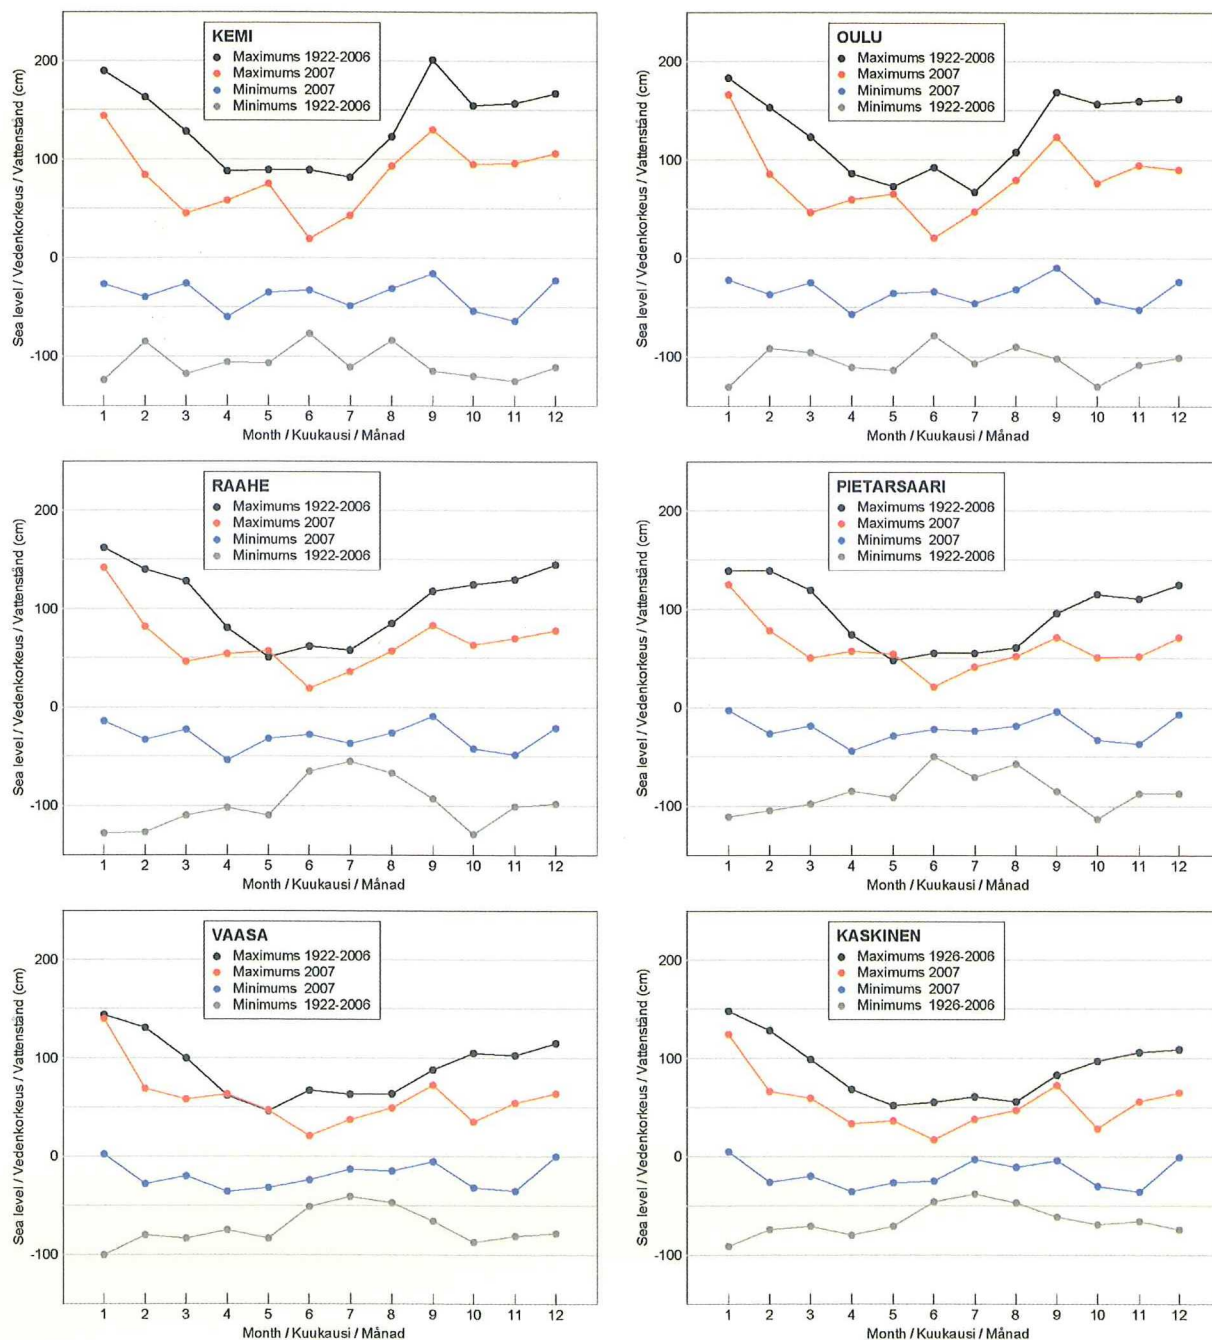 KEMI
Maximums 1922-2006
Maximums 2007
Minimums 2007
Minimums 1922-2006
Sea level / Vedenkorkeus / Vattenstånd (cm)
200
100
0
-100
1 2 3 4 5 6 7 8 9 10 11 12
Month / Kuukausi / Månad
OULU
Maximums 1922-2006
Maximums 2007
Minimums 2007
Minimums 1922-2006
Sea level / Vedenkorkeus / Vattenstånd (cm)
200
100
0
-100
1 2 3 4 5 6 7 8 9 10 11 12
Month / Kuukausi / Månad
RAAHE
Maximums 1922-2006
Maximums 2007
Minimums 2007
Minimums 1922-2006
Sea level / Vedenkorkeus / Vattenstånd (cm)
200
100
0
-100
1 2 3 4 5 6 7 8 9 10 11 12
Month / Kuukausi / Månad
PIETARSAARI
Maximums 1922-2006
Maximums 2007
Minimums 2007
Minimums 1922-2006
Sea level / Vedenkorkeus / Vattenstånd (cm)
200
100
0
-100
1 2 3 4 5 6 7 8 9 10 11 12
Month / Kuukausi / Månad
VAASA
Maximums 1922-2006
Maximums 2007
Minimums 2007
Minimums 1922-2006
Sea level / Vedenkorkeus / Vattenstånd (cm)
200
100
0
-100
1 2 3 4 5 6 7 8 9 10 11 12
Month / Kuukausi / Månad
KASKINEN
Maximums 1926-2006
Maximums 2007
Minimums 2007
Minimums 1926-2006
Sea level / Vedenkorkeus / Vattenstånd (cm)
200
100
0
-100
1 2 3 4 5 6 7 8 9 10 11 12
Month / Kuukausi / Månad